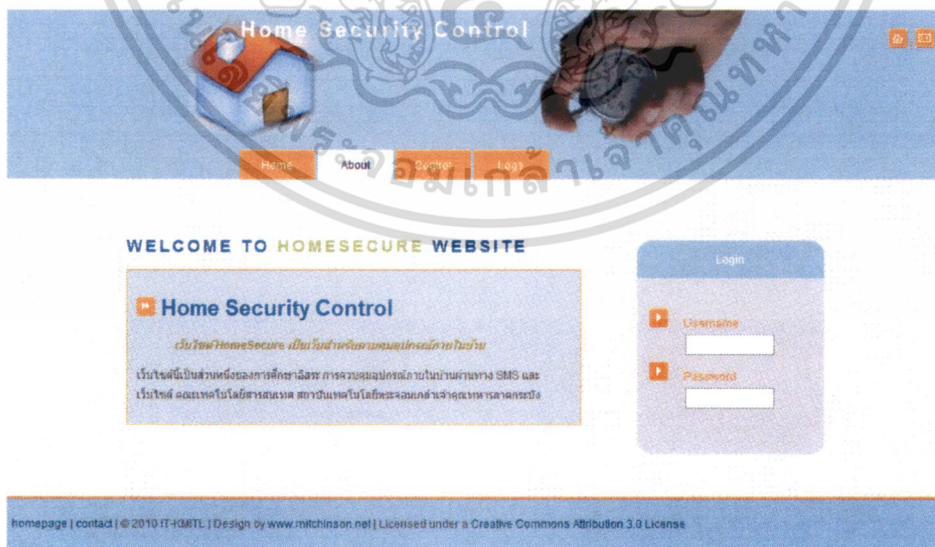 Home Security Control
Home About Control Login
WELCOME TO HOMESECURE WEBSITE
Login
Home Security Control
เว็บไซต์ HomeSecure เป็นเว็บสำหรับควบคุมอุปกรณ์ภายในบ้าน
เว็บไซต์นี้เป็นส่วนหนึ่งของการศึกษาอิสระ การควบคุมอุปกรณ์ภายในบ้านผ่านทาง SMS และ
เว็บไซต์ คณะเทคโนโลยีสารสนเทศ สถาบันเทคโนโลยีพระจอมเกล้าเจ้าคุณทหารลาดกระบัง
Username
Password
homepage | contact | © 2010 IT-KMITL | Design by www.mitchinson.net | Licensed under a Creative Commons Attribution 3.0 License